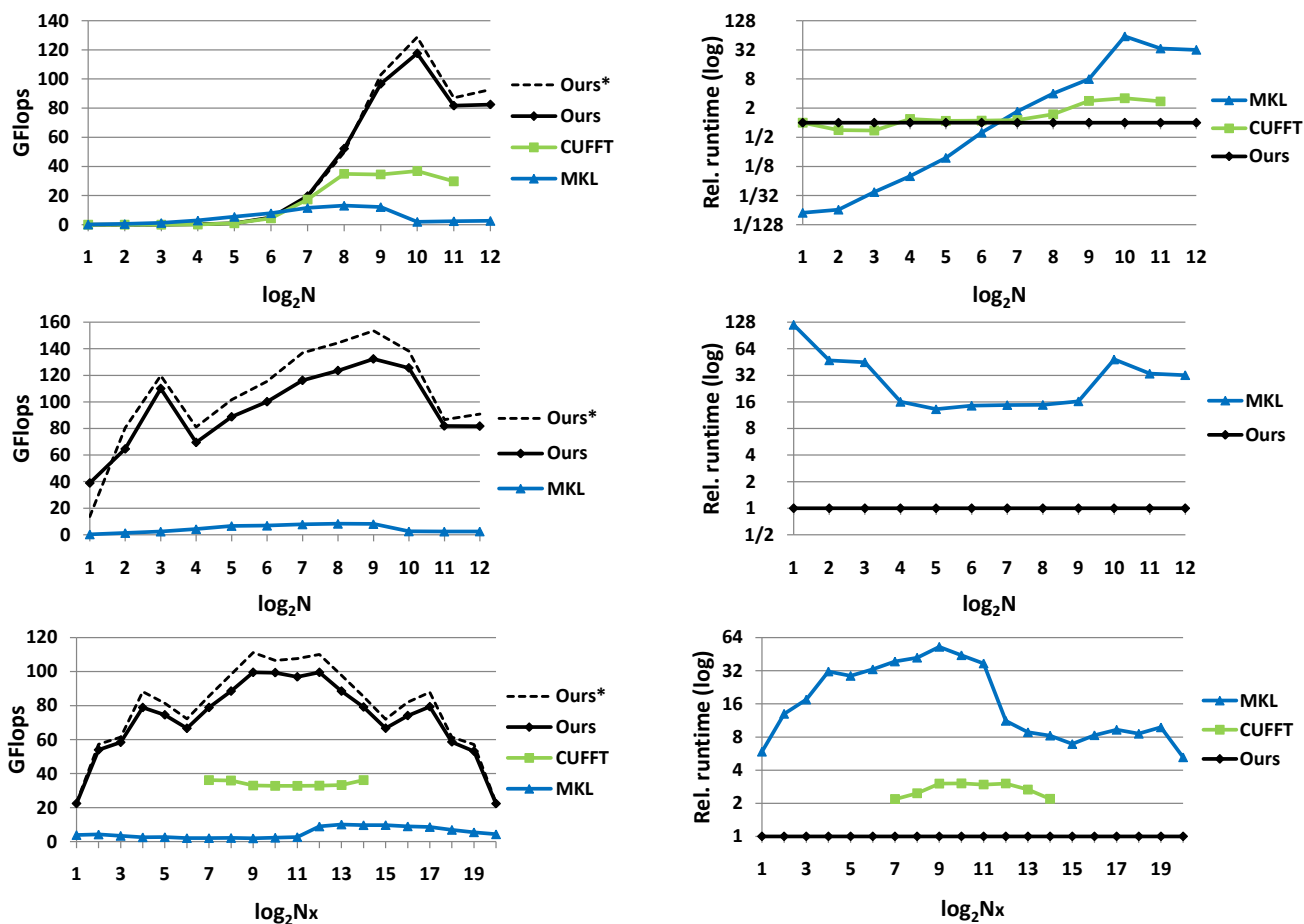 GFlops
140
120
100
80
60
40
20
0
1 2 3 4 5 6 7 8 9 10 11 12
log2N
Ours*
Ours
CUFFT
MKL
Rel. runtime (log)
128
32
8
2
1/2
1/8
1/32
1/128
1 2 3 4 5 6 7 8 9 10 11 12
log2N
MKL
CUFFT
Ours
GFlops
160
140
120
100
80
60
40
20
0
1 2 3 4 5 6 7 8 9 10 11 12
log2N
Ours*
Ours
MKL
Rel. runtime (log)
128
64
32
16
8
4
2
1
1/2
1 2 3 4 5 6 7 8 9 10 11 12
log2N
MKL
Ours
GFlops
120
100
80
60
40
20
0
1 3 5 7 9 11 13 15 17 19
log2Nx
Ours*
Ours
CUFFT
MKL
Rel. runtime (log)
64
32
16
8
4
2
1
1 3 5 7 9 11 13 15 17 19
log2Nx
MKL
CUFFT
Ours